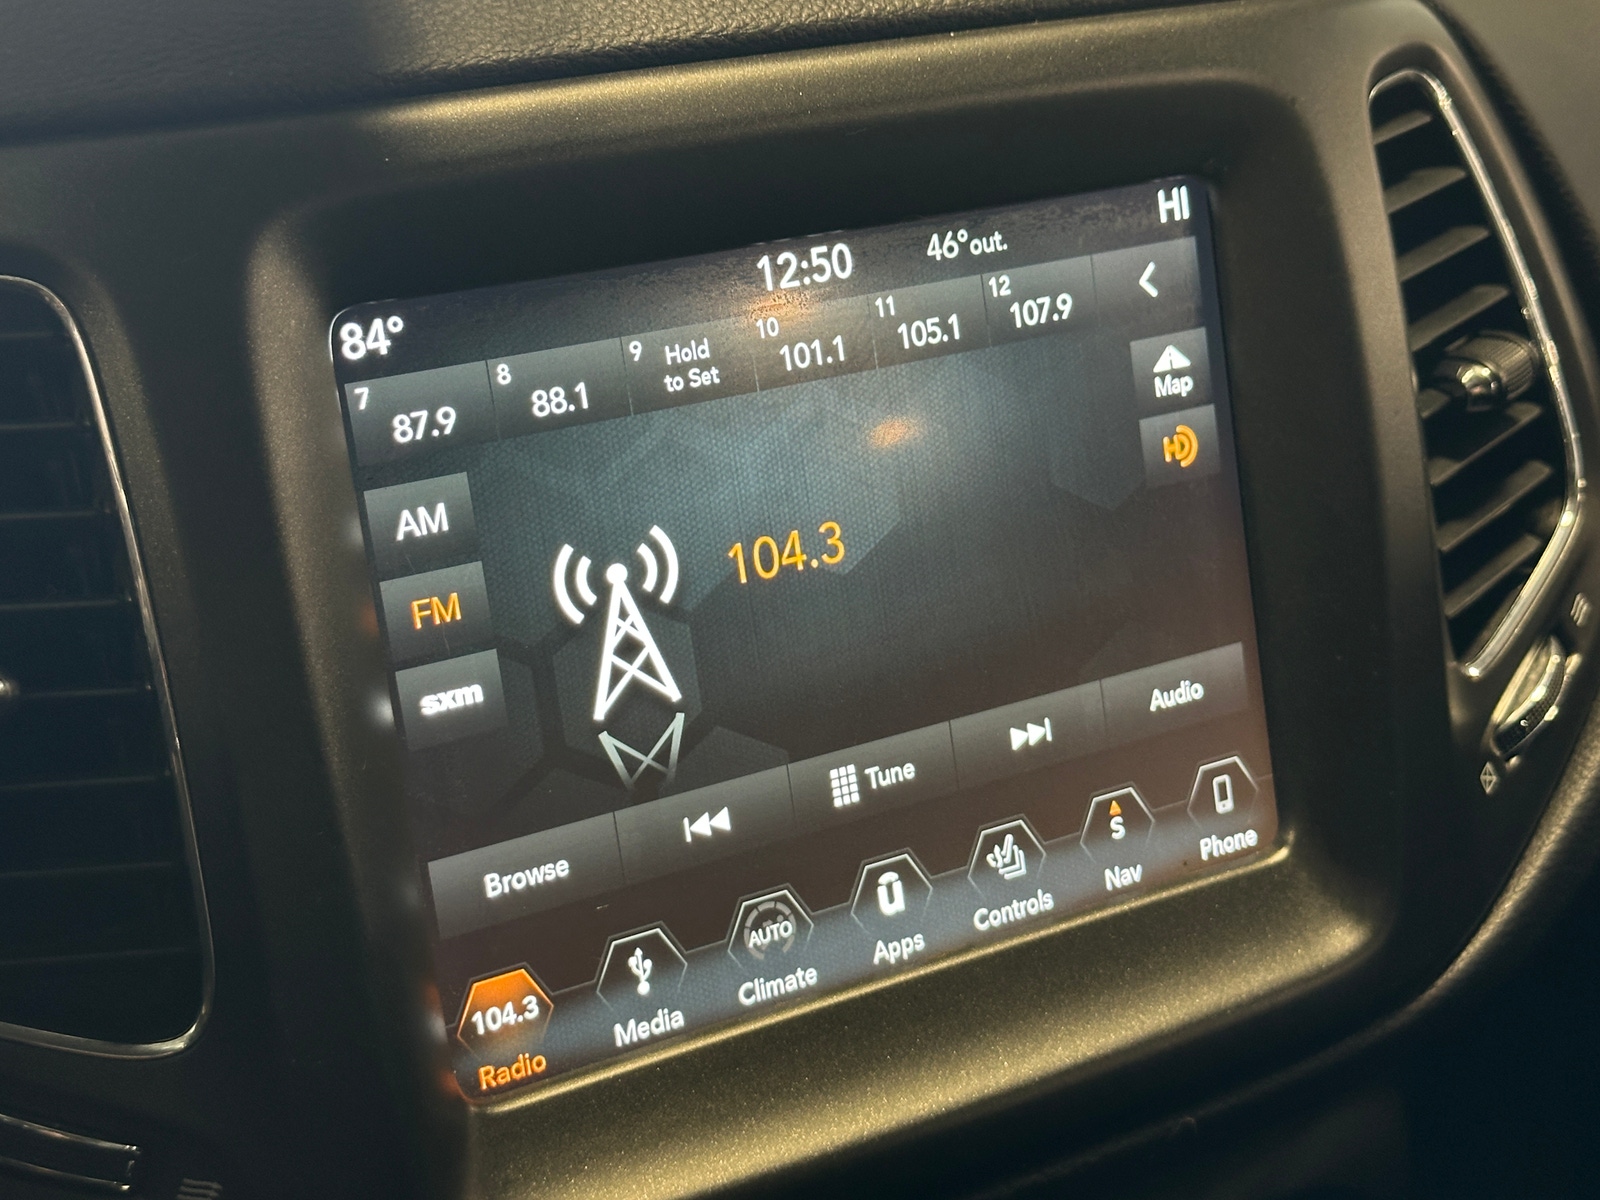 84° 12:50 46°out. HI
7 87.9 8 88.1 9 Hold to Set 10 101.1 11 105.1 12 107.9
Map
HD
AM
104.3
FM
sxm
Browse Tune Audio
104.3 AUTO S
Radio Media Climate Apps Controls Nav Phone